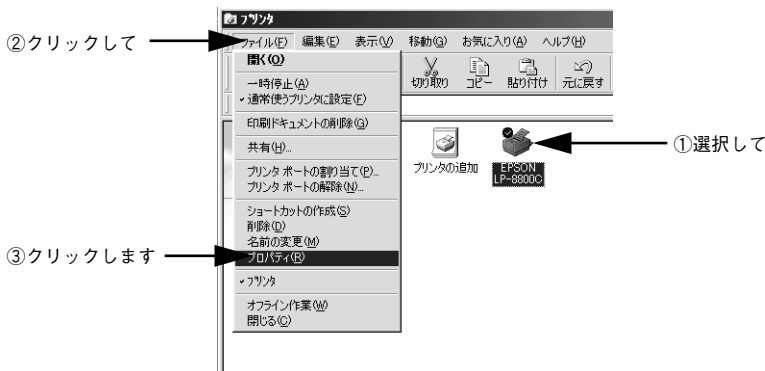 プリンタ
②クリックして
ファイル(F) 編集(E) 表示(V) 移動(G) お気に入り(A) ヘルプ(H)
開く(O)
一時停止(A)
通常使うプリンタに設定(F)
印刷ドキュメントの削除(G)
共有(H)...
プリンタ ポートの割り当て(P)...
プリンタ ポートの解除(N)...
ショートカットの作成(S)
削除(D)
名前の変更(M)
プロパティ(R)
プリンタ
オフライン作業(W)
閉じる(C)
切り取り コピー 貼り付け 元に戻す
プリンタの追加
EPSON
LP-8800C
①選択して
③クリックします